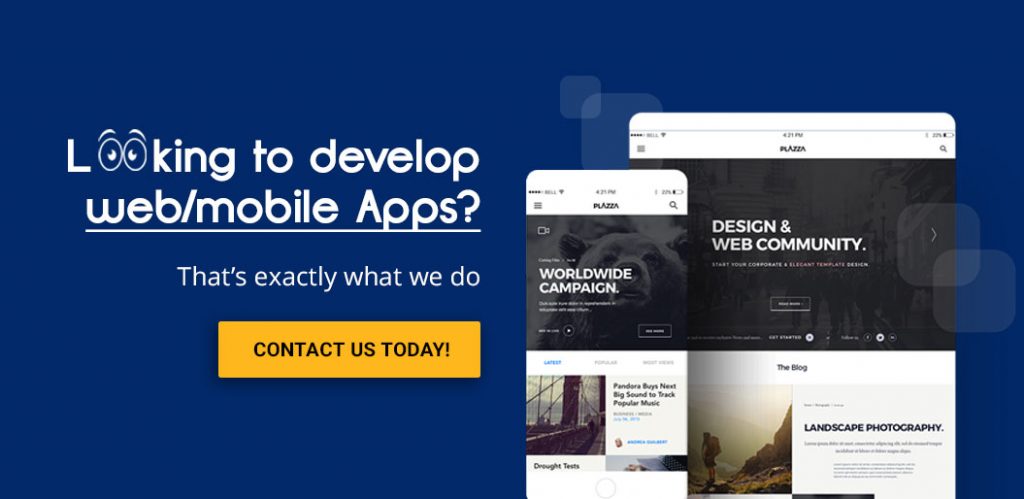 Looking to develop
web/mobile Apps?
That's exactly what we do
CONTACT US TODAY!
BELL 4:21 PM 22%
PLAZZA
WORLDWIDE
CAMPAIGN.
Duis aute irure dolor in reprehenderin in
voluptate velit esse cillum ...
SEE MORE
LATEST POPULAR MOST VIEWS
Pandora Buys Next
Big Sound to Track
Popular Music
BUSINESS / MEDIA
July 06, 2015
ANDREA GUILBERT
Drought Tests
BELL 4:21 PM 22%
PLAZZA
DESIGN &
WEB COMMUNITY.
START YOUR CORPORATE & ELEGANT TEMPLATE DESIGN.
READ MORE
GET STARTED Follow us
The Blog
LANDSCAPE PHOTOGRAPHY.